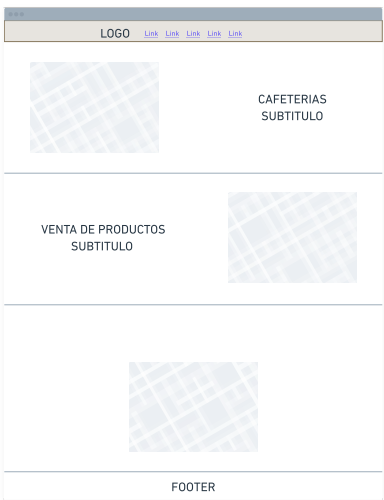 LOGO Link Link Link Link Link
CAFETERIAS
SUBTITULO
VENTA DE PRODUCTOS
SUBTITULO
FOOTER